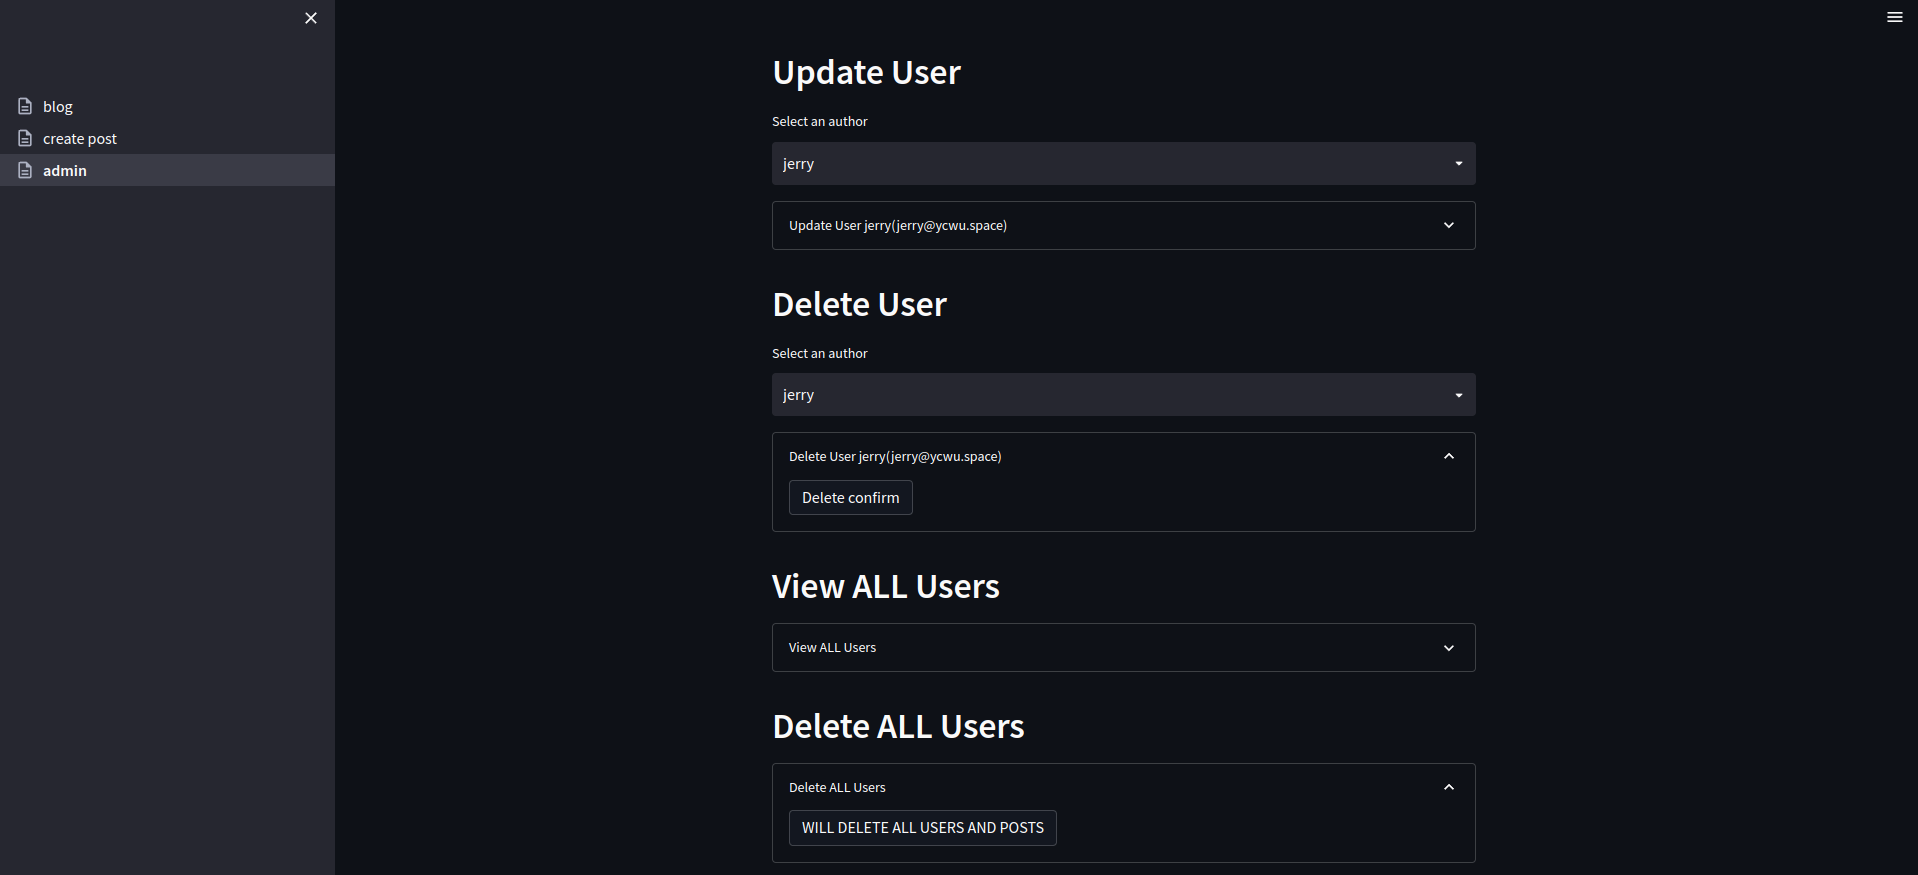 blog
create post
admin
Update User
Select an author
jerry
Update User jerry(jerry@ycwu.space)
Delete User
Select an author
jerry
Delete User jerry(jerry@ycwu.space)
Delete confirm
View ALL Users
View ALL Users
Delete ALL Users
Delete ALL Users
WILL DELETE ALL USERS AND POSTS